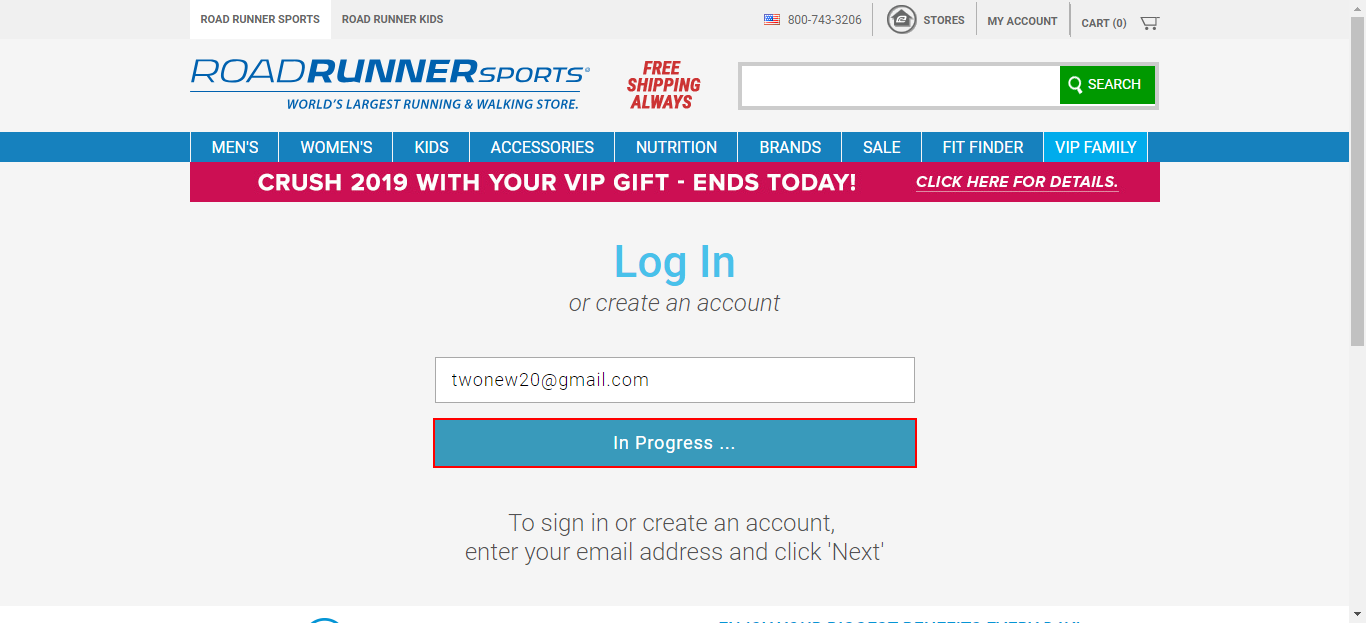 ROAD RUNNER SPORTS ROAD RUNNER KIDS 800-743-3206 STORES MY ACCOUNT CART (0)
ROADRUNNERSPORTS®
WORLD'S LARGEST RUNNING & WALKING STORE.
FREE
SHIPPING
ALWAYS
SEARCH
MEN'S WOMEN'S KIDS ACCESSORIES NUTRITION BRANDS SALE FIT FINDER VIP FAMILY
CRUSH 2019 WITH YOUR VIP GIFT - ENDS TODAY! CLICK HERE FOR DETAILS.
Log In
or create an account
twonew20@gmail.com
In Progress ...
To sign in or create an account,
enter your email address and click 'Next'